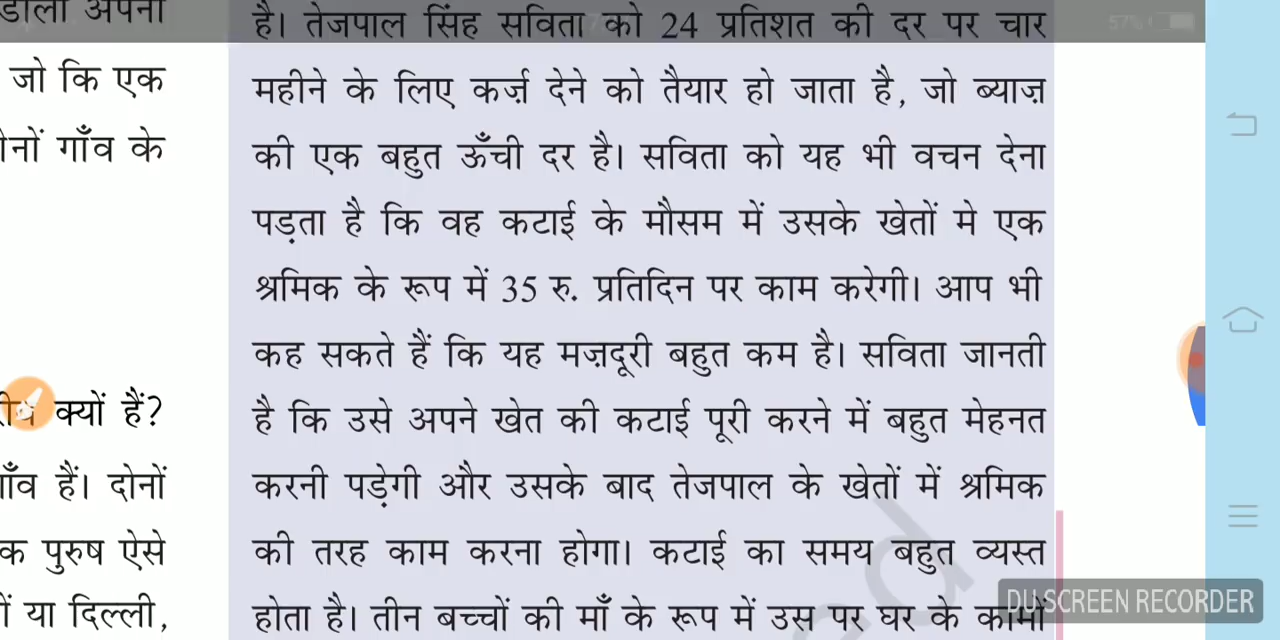 डाला अपना
जो कि एक
गाँव के
क्यों हैं?
हैं। दोनों
पुरुष ऐसे
या दिल्ली,
है। तेजपाल सिंह सविता को 24 प्रतिशत की दर पर चार
महीने के लिए कर्ज़ देने को तैयार हो जाता है, जो ब्याज़
की एक बहुत ऊँची दर है। सविता को यह भी वचन देना
पड़ता है कि वह कटाई के मौसम में उसके खेतों मे एक
श्रमिक के रूप में 35 रु. प्रतिदिन पर काम करेगी। आप भी
कह सकते हैं कि यह मज़दूरी बहुत कम है। सविता जानती
है कि उसे अपने खेत की कटाई पूरी करने में बहुत मेहनत
करनी पड़ेगी और उसके बाद तेजपाल के खेतों में श्रमिक
की तरह काम करना होगा। कटाई का समय बहुत व्यस्त
होता है। तीन बच्चों की माँ के रूप में उस पर घर के कामों
57%
DU SCREEN RECORDER